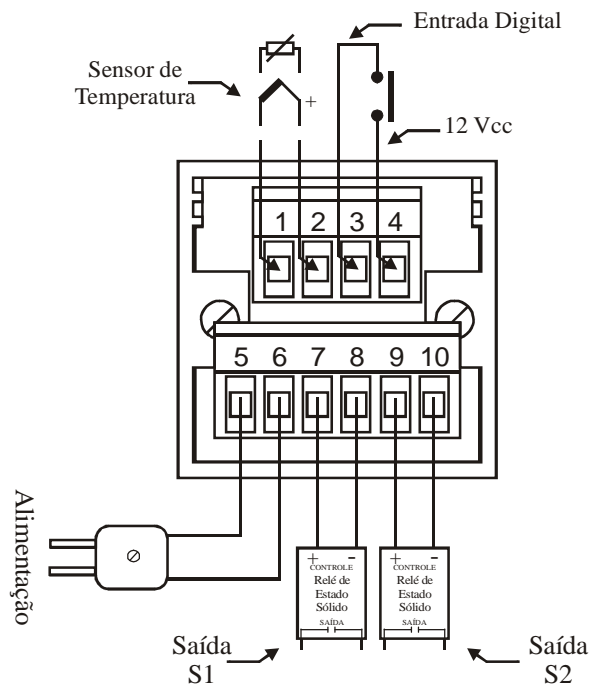 Entrada Digital
Sensor de
Temperatura
+
12 Vcc
1 2 3 4
5 6 7 8 9 10
Alimentação
+ -
CONTROLE
Relé de
Estado
Sólido
SAÍDA
+ -
CONTROLE
Relé de
Estado
Sólido
SAÍDA
Saída
S1
Saída
S2